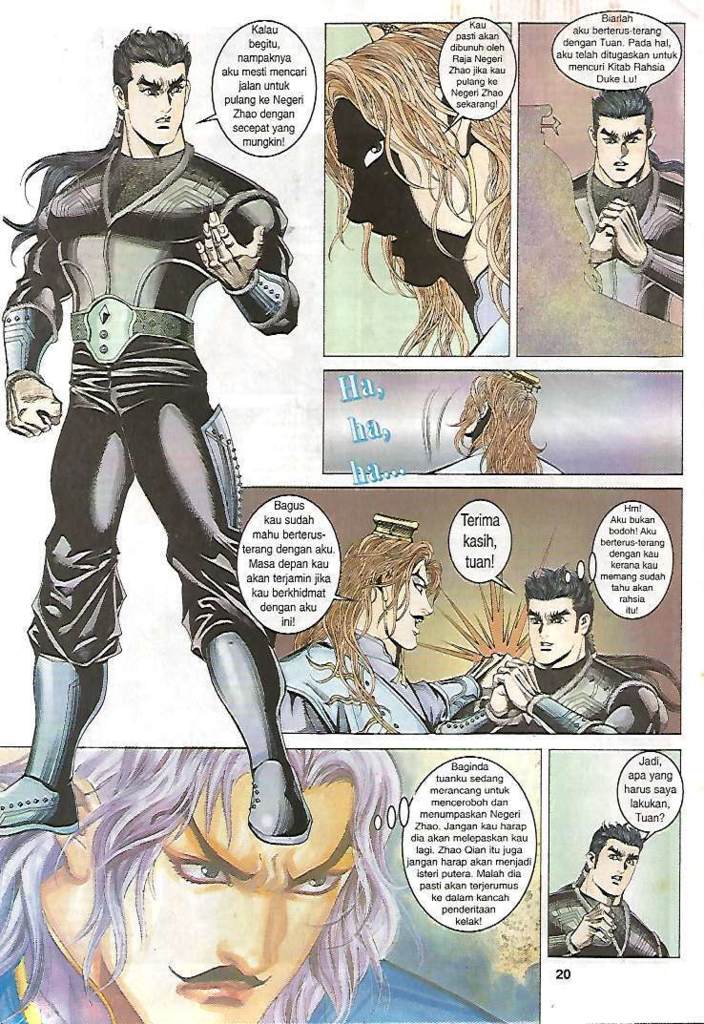 Kalau
begitu,
nampaknya
aku mesti mencari
jalan untuk
pulang ke Negeri
Zhao dengan
secepat yang
mungkin!
Kau
pasti akan
dibunuh oleh
Raja Negeri
Zhao jika kau
pulang ke
Negeri Zhao
sekarang!
Biarlah
aku berterus-terang
dengan Tuan. Pada hal,
aku telah ditugaskan untuk
mencuri Kitab Rahsia
Duke Lu!
Ha,
ha,
ha...
Bagus
kau sudah
mahu berterus-
terang dengan aku.
Masa depan kau
akan terjamin jika
kau berkhidmat
dengan aku
ini!
Terima
kasih,
tuan!
Hm!
Aku bukan
bodoh! Aku
berterus-terang
dengan kau
kerana kau
memang sudah
tahu akan
rahsia
itu!
Baginda
tuanku sedang
merancang untuk
menceroboh dan
menumpaskan Negeri
Zhao. Jangan kau harap
dia akan melepaskan kau
lagi. Zhao Qian itu juga
jangan harap akan menjadi
isteri putera. Malah dia
pasti akan terjerumus
ke dalam kancah
penderitaan
kelak!
Jadi,
apa yang
harus saya
lakukan,
Tuan?
20